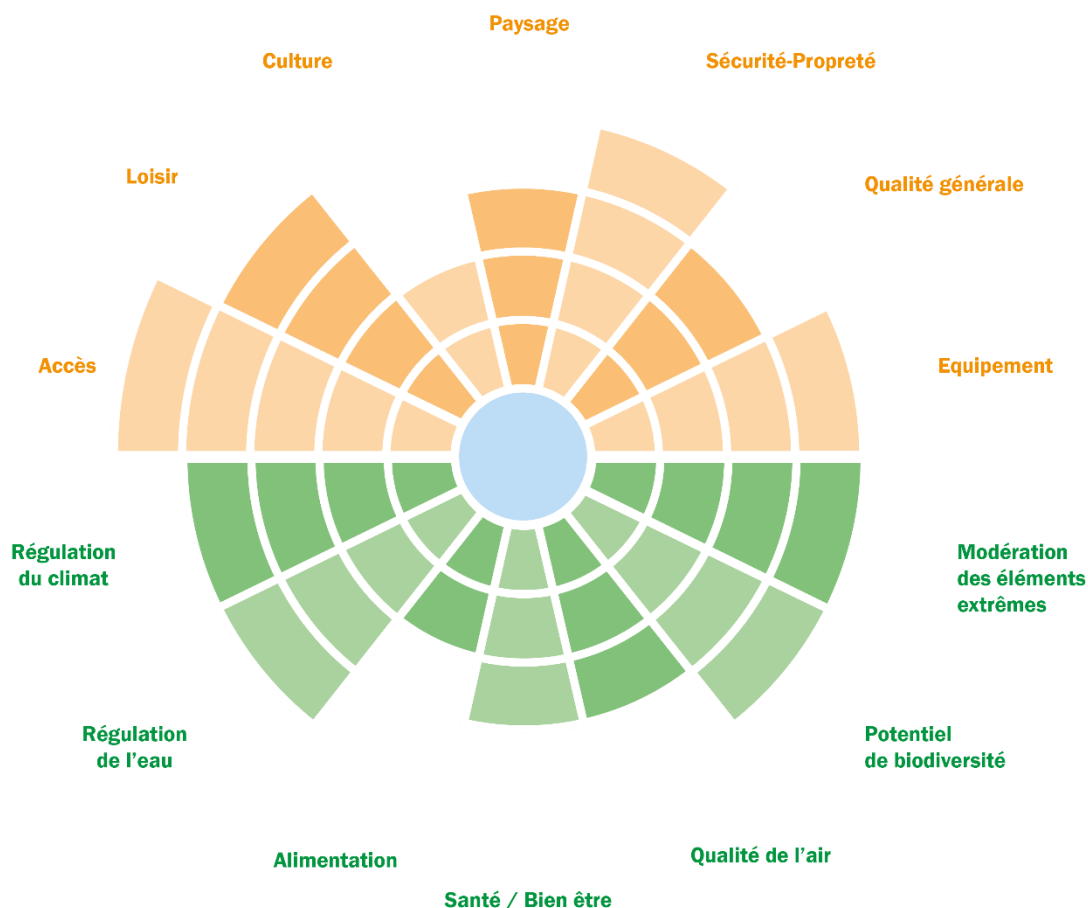 Paysage
Culture
Sécurité-Propreté
Loisir
Qualité générale
Accès
Equipement
Régulation
du climat
Modération
des éléments
extrêmes
Régulation
de l'eau
Potentiel
de biodiversité
Alimentation
Qualité de l'air
Santé / Bien être